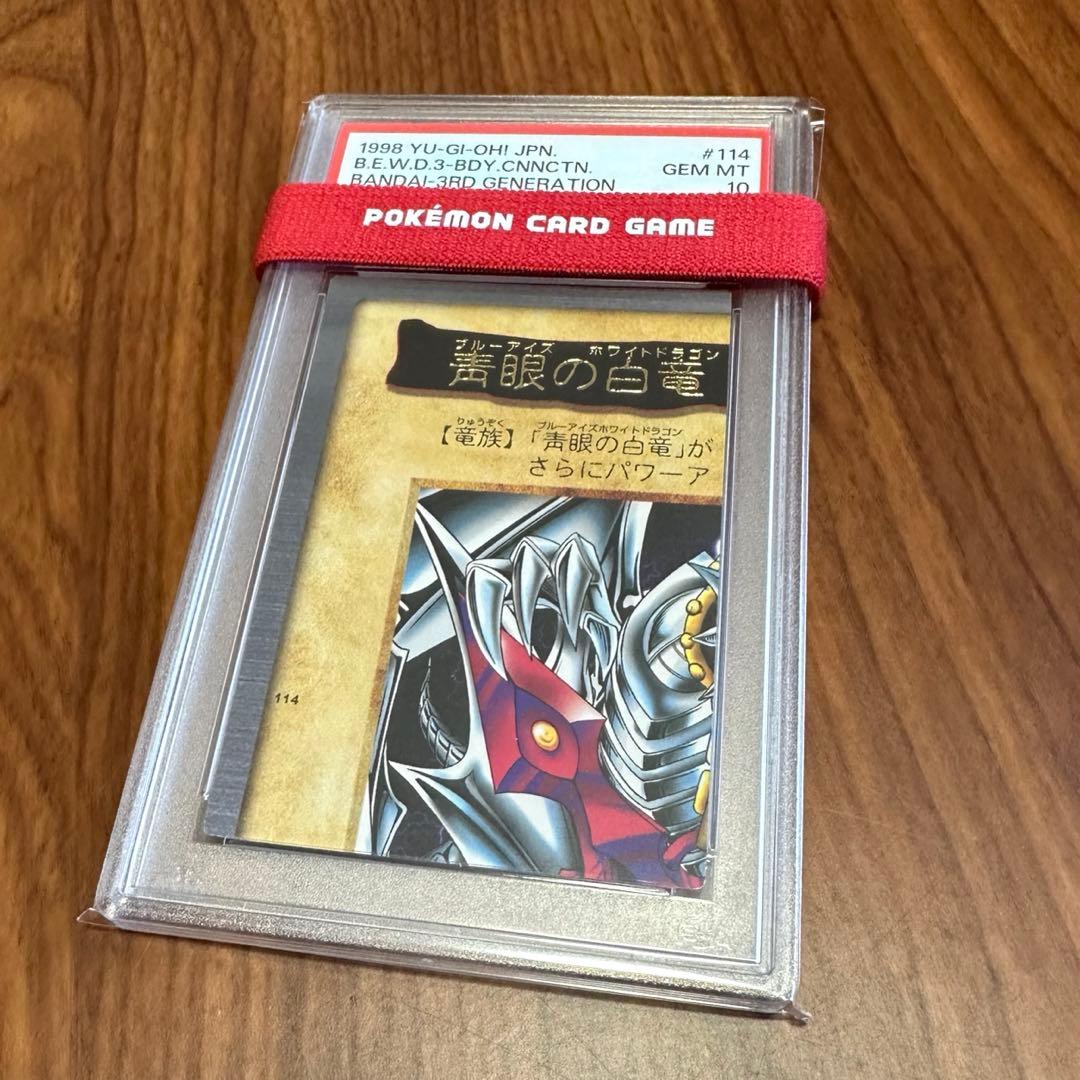 1998 YU-GI-OH! JPN. #114
B.E.W.D.3-BDY.CNNCTN. GEM MT
BANDAI-3RD GENERATION 10
POKÉMON CARD GAME
ブルーアイズ ホワイトドラゴン
青眼の白竜
りゅうぞく ブルーアイズホワイトドラゴン
【竜族】「青眼の白竜」が
さらにパワーア
114